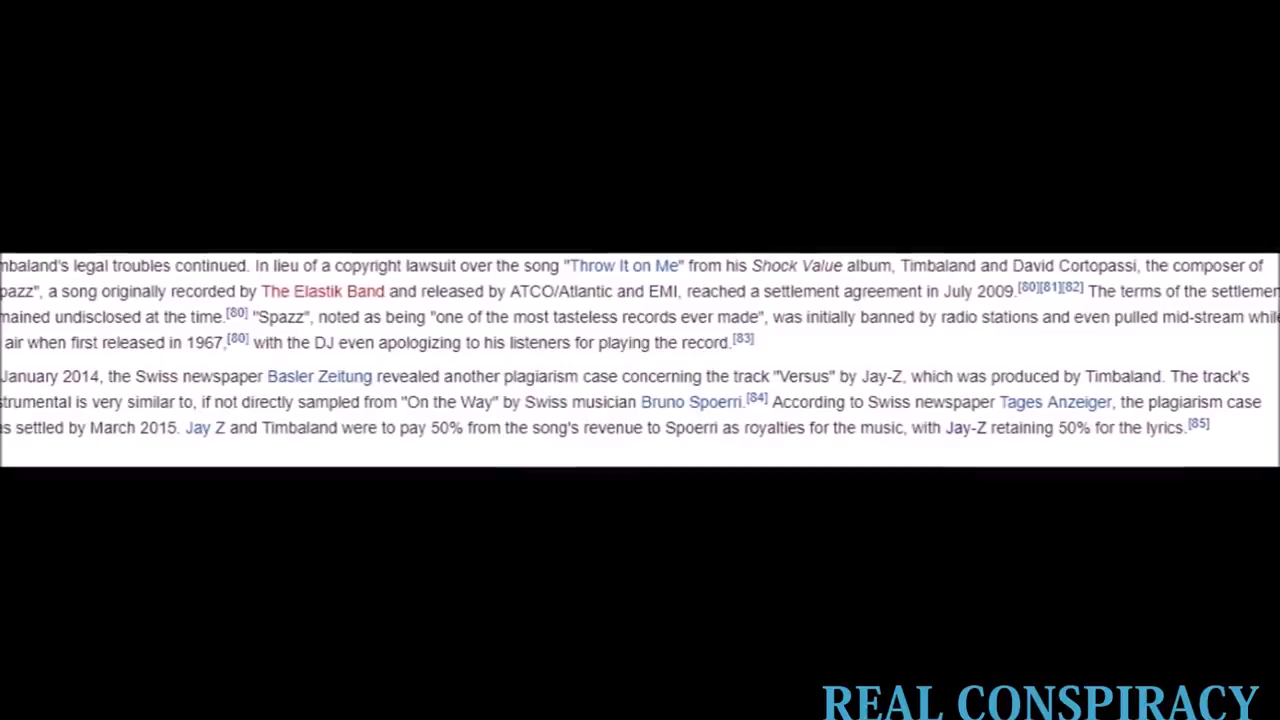 mbaland's legal troubles continued. In lieu of a copyright lawsuit over the song "Throw It on Me" from his Shock Value album, Timbaland and David Cortopassi, the composer of
pazz", a song originally recorded by The Elastik Band and released by ATCO/Atlantic and EMI, reached a settlement agreement in July 2009.[80][81][82] The terms of the settlemen
mained undisclosed at the time.[80] "Spazz", noted as being "one of the most tasteless records ever made", was initially banned by radio stations and even pulled mid-stream while
air when first released in 1967,[80] with the DJ even apologizing to his listeners for playing the record.[83]
January 2014, the Swiss newspaper Basler Zeitung revealed another plagiarism case concerning the track "Versus" by Jay-Z, which was produced by Timbaland. The track's
strumental is very similar to, if not directly sampled from "On the Way" by Swiss musician Bruno Spoerri.[84] According to Swiss newspaper Tages Anzeiger, the plagiarism case
s settled by March 2015. Jay Z and Timbaland were to pay 50% from the song's revenue to Spoerri as royalties for the music, with Jay-Z retaining 50% for the lyrics.[85]
REAL CONSPIRACY